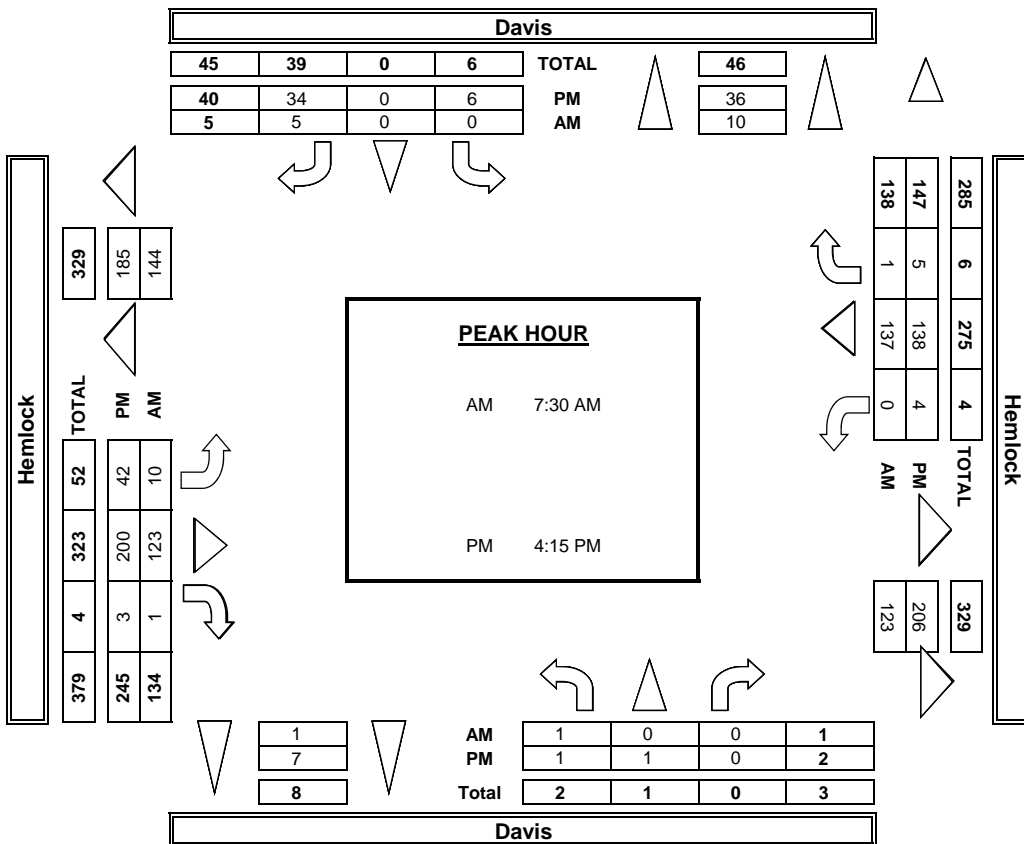 Davis
45 39 0 6 TOTAL 46
40 34 0 6 PM 36
5 5 0 0 AM 10
Hemlock
329
185
144
TOTAL 52 323 4 379
PM 42 200 3 245
AM 10 123 1 134
PEAK HOUR
AM 7:30 AM
PM 4:15 PM
285 6 275 4 TOTAL
147 5 138 4 PM
138 1 137 0 AM
329
206
123
Hemlock
1
7
8
AM 1 0 0 1
PM 1 1 0 2
Total 2 1 0 3
Davis